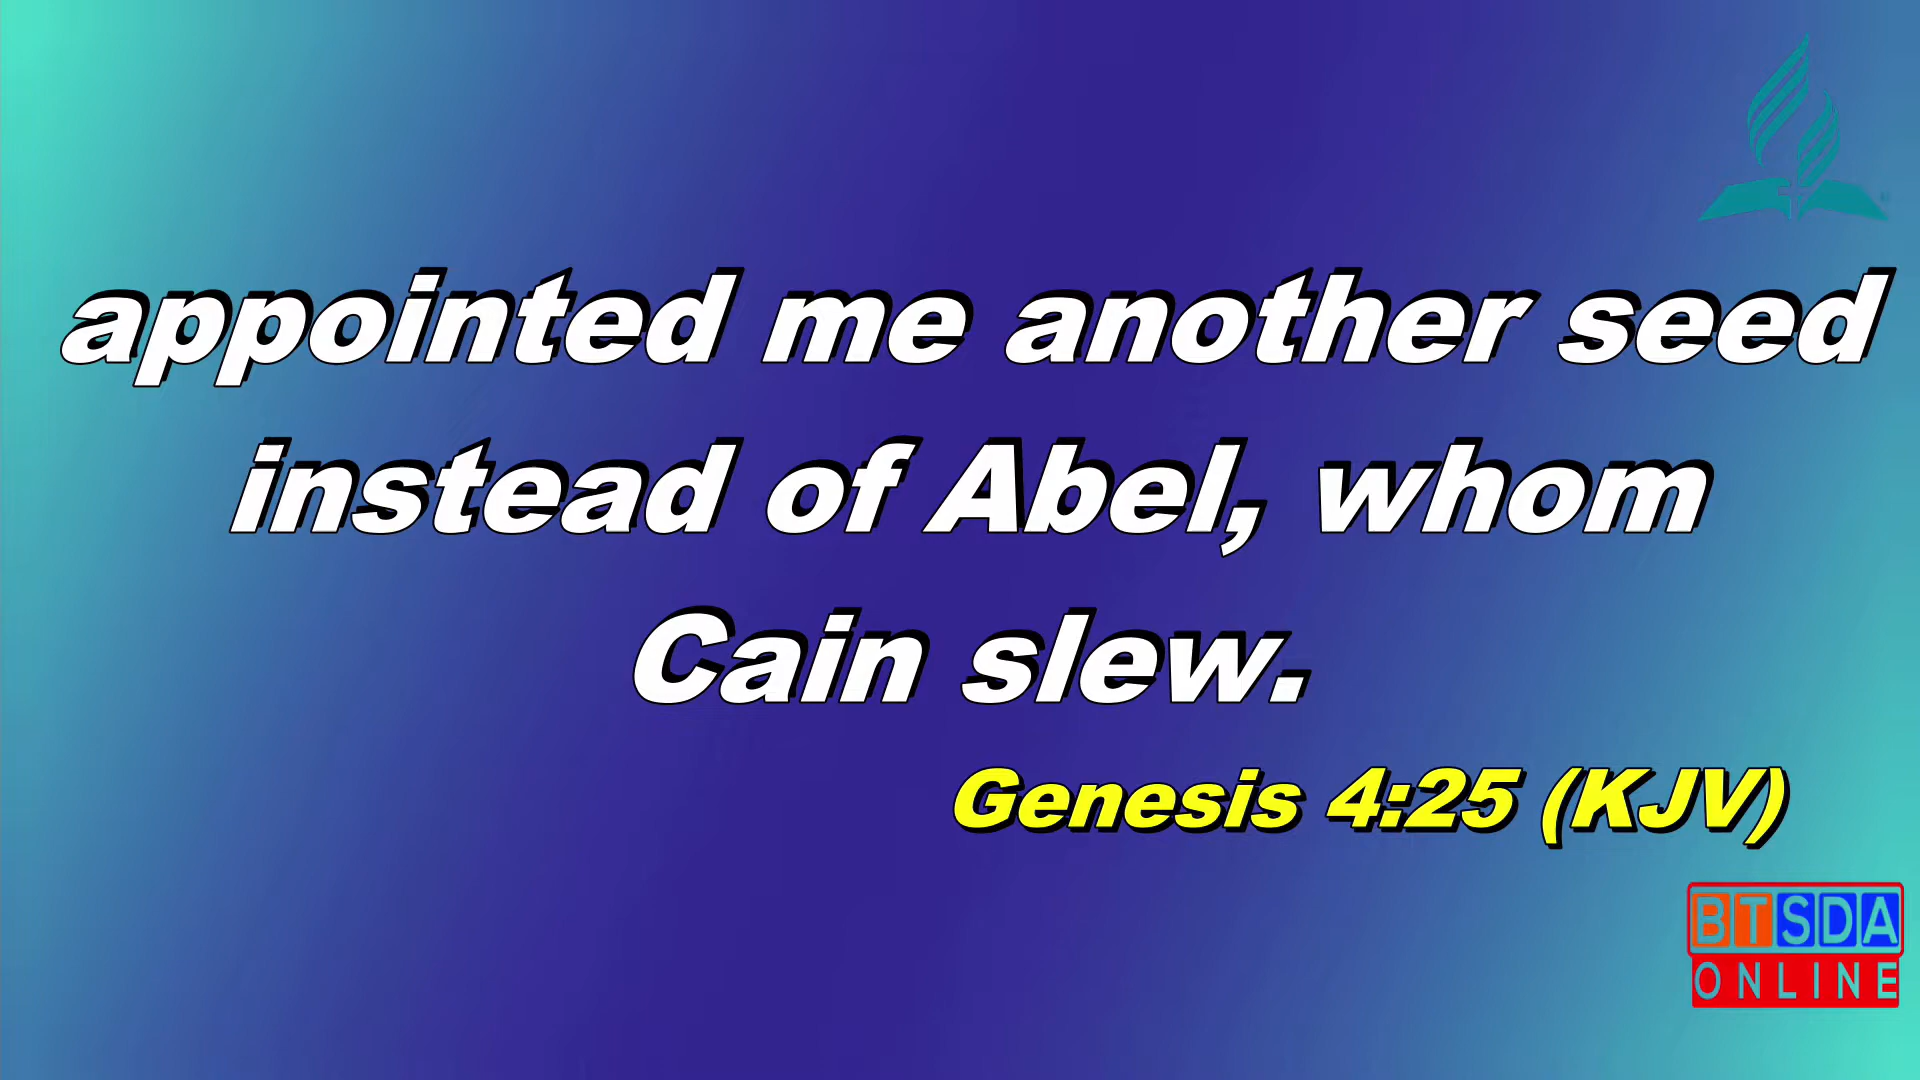 appointed me another seed
instead of Abel, whom
Cain slew.
Genesis 4:25 (KJV)
BTSDA
ONLINE